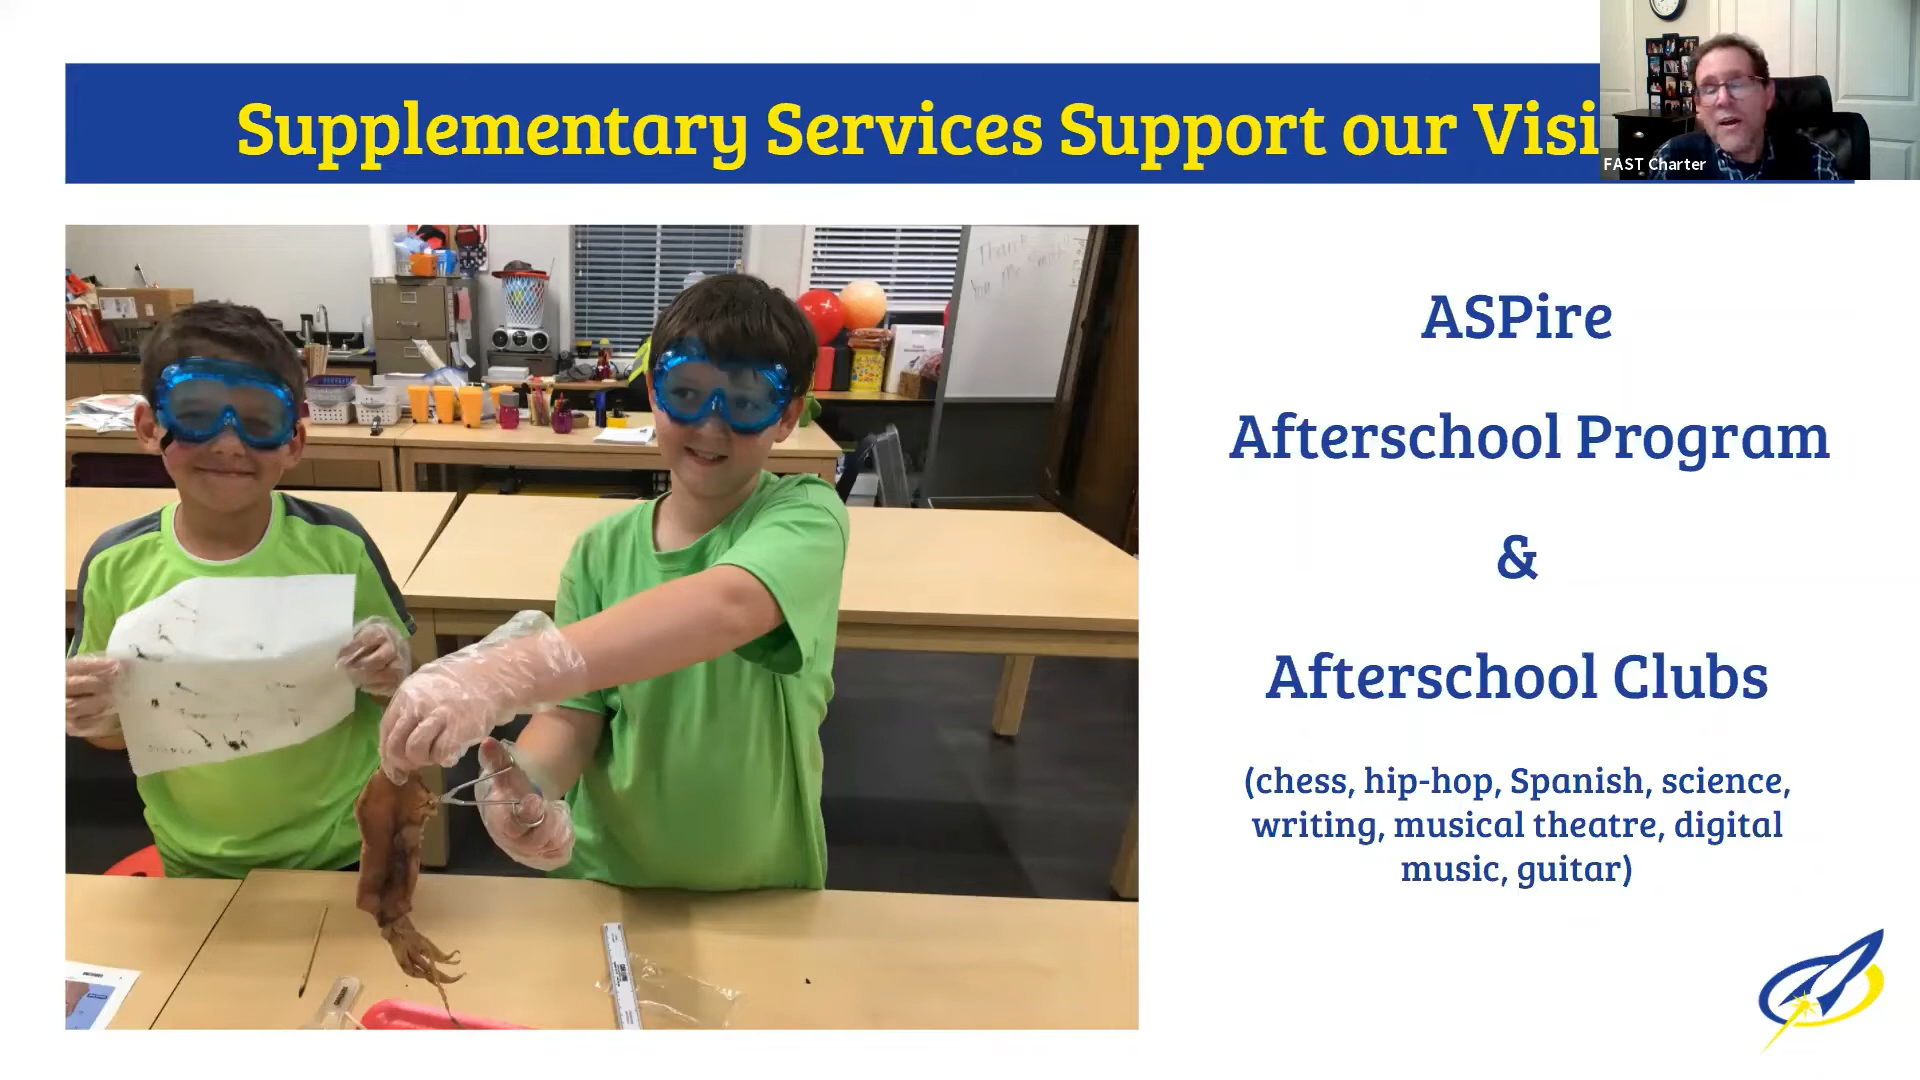 Supplementary Services Support our Visi
FAST Charter
ASPire
Afterschool Program
&
Afterschool Clubs
(chess, hip-hop, Spanish, science,
writing, musical theatre, digital
music, guitar)